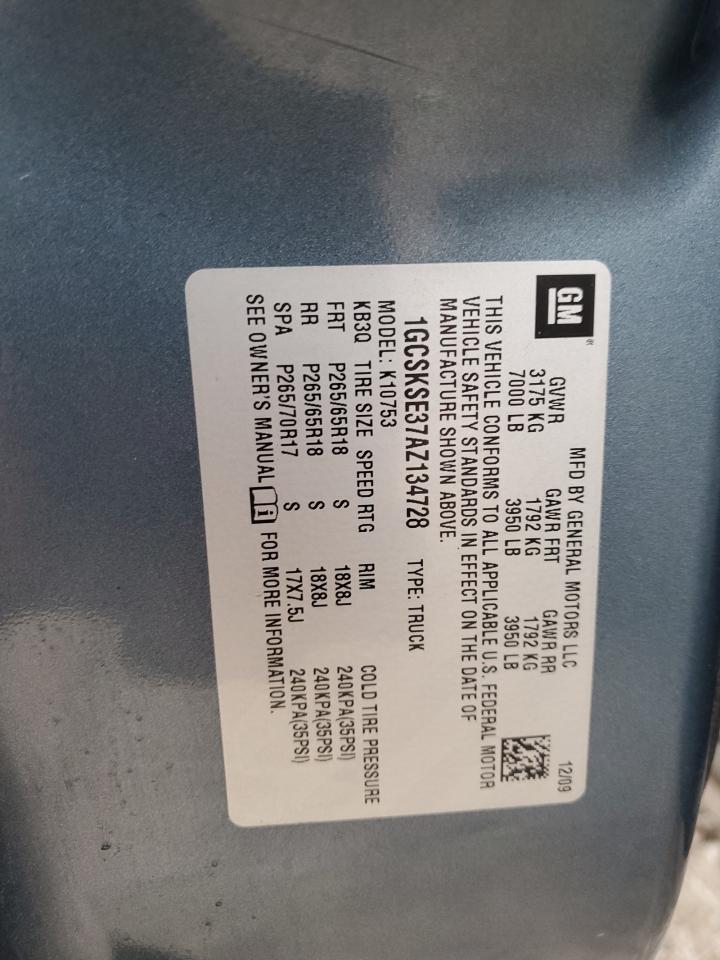 GM
MFD BY GENERAL MOTORS LLC 12/09
GVWR GAWR FRT GAWR RR
3175 KG 1792 KG 1792 KG
7000 LB 3950 LB 3950 LB
THIS VEHICLE CONFORMS TO ALL APPLICABLE U.S. FEDERAL MOTOR
VEHICLE SAFETY STANDARDS IN EFFECT ON THE DATE OF
MANUFACTURE SHOWN ABOVE.
1GCSKSE37AZ134728 TYPE: TRUCK
MODEL: K10753
KB3Q TIRE SIZE SPEED RTG RIM COLD TIRE PRESSURE
FRT P265/65R18 S 18X8J 240KPA(35PSI)
RR P265/65R18 S 18X8J 240KPA(35PSI)
SPA P265/70R17 S 17X7.5J 240KPA(35PSI)
SEE OWNER'S MANUAL FOR MORE INFORMATION.